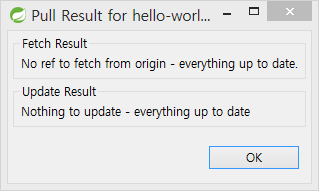 Pull Result for hello-worl...
Fetch Result
No ref to fetch from origin - everything up to date.
Update Result
Nothing to update - everything up to date
OK